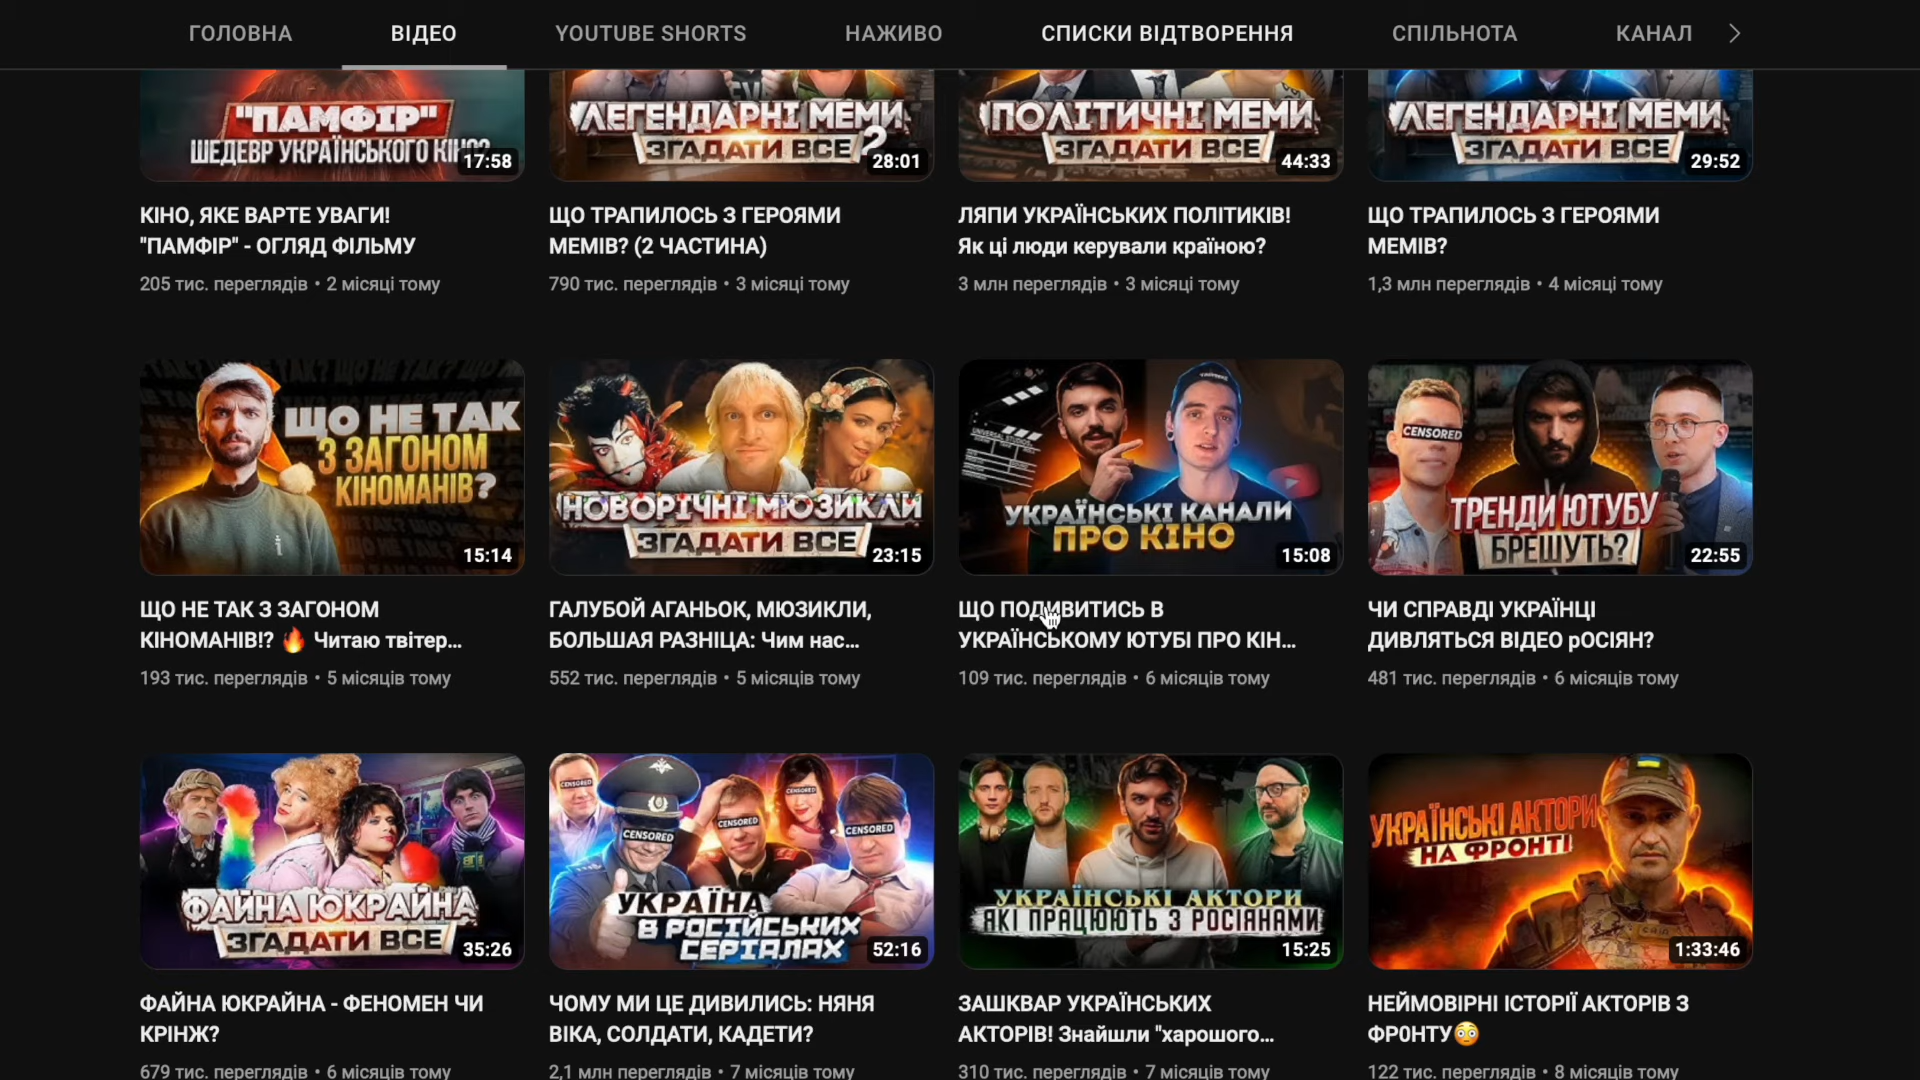 ГОЛОВНА ВІДЕО YOUTUBE SHORTS НАЖИВО СПИСКИ ВІДТВОРЕННЯ СПІЛЬНОТА КАНАЛ
"ПАМФІР"
ШЕДЕВР УКРАЇНСЬКОГО КІНО?
17:58
ЛЕГЕНДАРНІ МЕМИ
ЗГАДАТИ ВСЕ 2
28:01
ПОЛІТИЧНІ МЕМИ
ЗГАДАТИ ВСЕ
44:33
ЛЕГЕНДАРНІ МЕМИ
ЗГАДАТИ ВСЕ
29:52
КІНО, ЯКЕ ВАРТЕ УВАГИ!
"ПАМФІР" - ОГЛЯД ФІЛЬМУ
205 тис. переглядів • 2 місяці тому
ЩО ТРАПИЛОСЬ З ГЕРОЯМИ
МЕМІВ? (2 ЧАСТИНА)
790 тис. переглядів • 3 місяці тому
ЛЯПИ УКРАЇНСЬКИХ ПОЛІТИКІВ!
Як ці люди керували країною?
3 млн переглядів • 3 місяці тому
ЩО ТРАПИЛОСЬ З ГЕРОЯМИ
МЕМІВ?
1,3 млн переглядів • 4 місяці тому
ЩО НЕ ТАК
З ЗАГОНОМ
КІНОМАНІВ?
15:14
НОВОРІЧНІ МЮЗИКЛИ
ЗГАДАТИ ВСЕ
23:15
УКРАЇНСЬКІ КАНАЛИ
ПРО КІНО
15:08
CENSORED
ТРЕНДИ ЮТУБУ
БРЕШУТЬ?
22:55
ЩО НЕ ТАК З ЗАГОНОМ
КІНОМАНІВ!? 🔥 Читаю твітер...
193 тис. переглядів • 5 місяців тому
ГАЛУБОЙ АГАНЬОК, МЮЗИКЛИ,
БОЛЬШАЯ РАЗНІЦА: Чим нас...
552 тис. переглядів • 5 місяців тому
ЩО ПОДИВИТИСЬ В
УКРАЇНСЬКОМУ ЮТУБІ ПРО КІН...
109 тис. переглядів • 6 місяців тому
ЧИ СПРАВДІ УКРАЇНЦІ
ДИВЛЯТЬСЯ ВІДЕО рОСІЯН?
481 тис. переглядів • 6 місяців тому
ФАЙНА ЮКРАЙНА
ЗГАДАТИ ВСЕ
35:26
CENSORED
CENSORED
CENSORED
CENSORED
CENSORED
УКРАЇНА
В РОСІЙСЬКИХ
СЕРІАЛАХ
52:16
УКРАЇНСЬКІ АКТОРИ
ЯКІ ПРАЦЮЮТЬ З РОСІЯНАМИ
15:25
УКРАЇНСЬКІ АКТОРИ
НА ФРОНТІ
1:33:46
ФАЙНА ЮКРАЙНА - ФЕНОМЕН ЧИ
КРІНЖ?
679 тис. переглядів • 6 місяців тому
ЧОМУ МИ ЦЕ ДИВИЛИСЬ: НЯНЯ
ВІКА, СОЛДАТИ, КАДЕТИ?
2,1 млн переглядів • 7 місяців тому
ЗАШКВАР УКРАЇНСЬКИХ
АКТОРІВ! Знайшли "харошого...
310 тис. переглядів • 7 місяців тому
НЕЙМОВІРНІ ІСТОРІЇ АКТОРІВ З
ФР0НТУ😳
122 тис. переглядів • 8 місяців тому